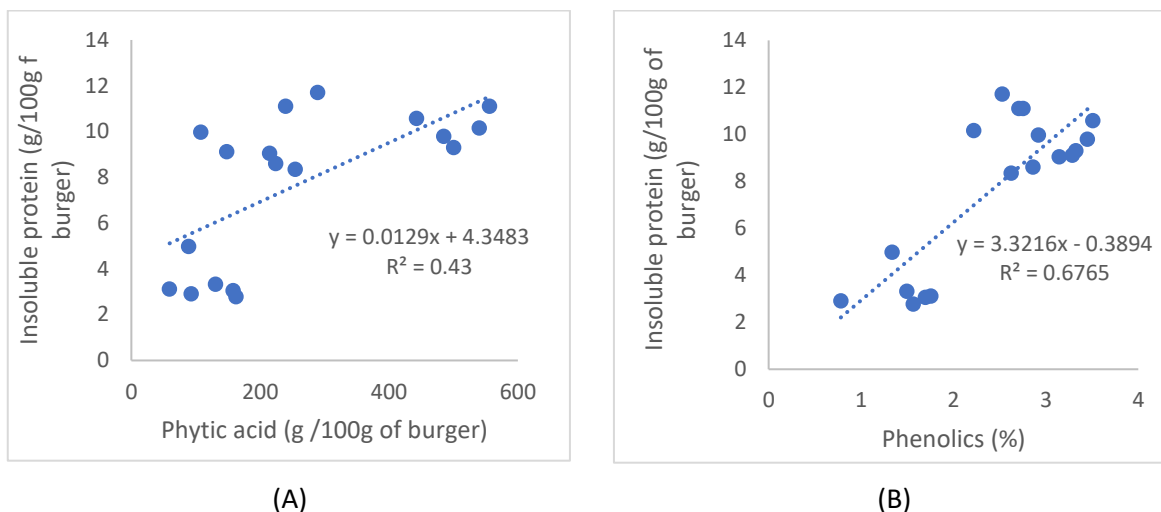 14
12
10
8
6
4
2
0
Insoluble protein (g/100g f
burger)
y = 0.0129x + 4.3483
R² = 0.43
0
200
400
600
Phytic acid (g /100g of burger)
(A)
14
12
10
8
6
4
2
0
Insoluble protein (g/100g of
burger)
y = 3.3216x - 0.3894
R² = 0.6765
0
1
2
3
4
Phenolics (%)
(B)